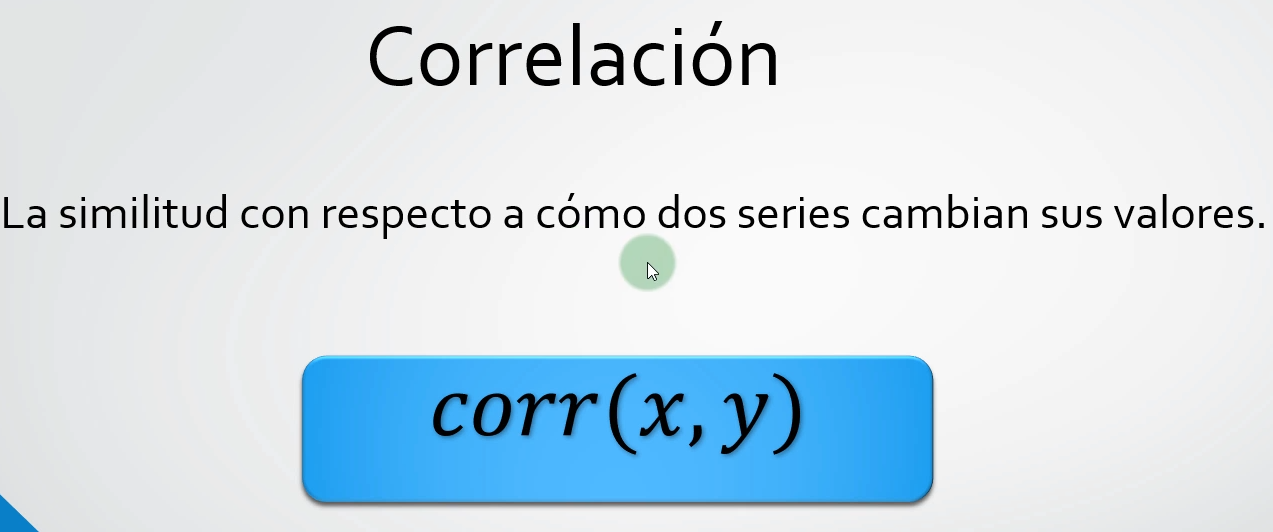 Correlación
La similitud con respecto a cómo dos series cambian sus valores.
corr(x, y)